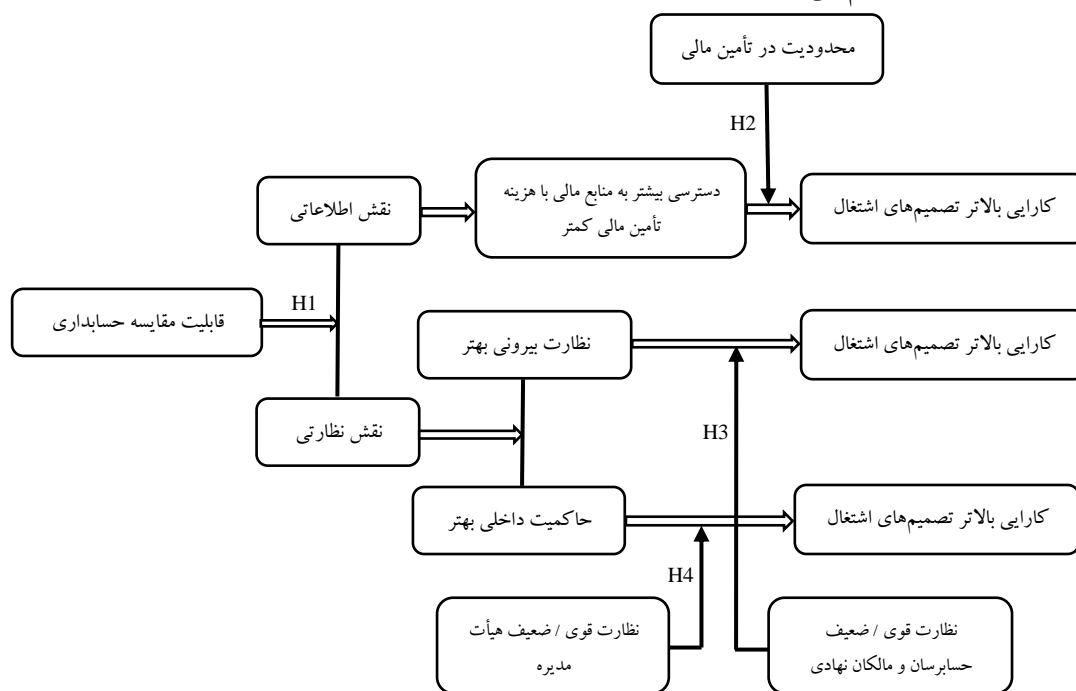 محدودیت در تأمین مالی
H2
نقش اطلاعاتی
دسترسی بیشتر به منابع مالی با هزینه
تأمین مالی کمتر
کارایی بالاتر تصمیم‌های اشتغال
قابلیت مقایسه حسابداری
H1
نظارت بیرونی بهتر
کارایی بالاتر تصمیم‌های اشتغال
نقش نظارتی
H3
حاکمیت داخلی بهتر
کارایی بالاتر تصمیم‌های اشتغال
H4
نظارت قوی / ضعیف هیأت
مدیره
نظارت قوی / ضعیف
حسابرسان و مالکان نهادی